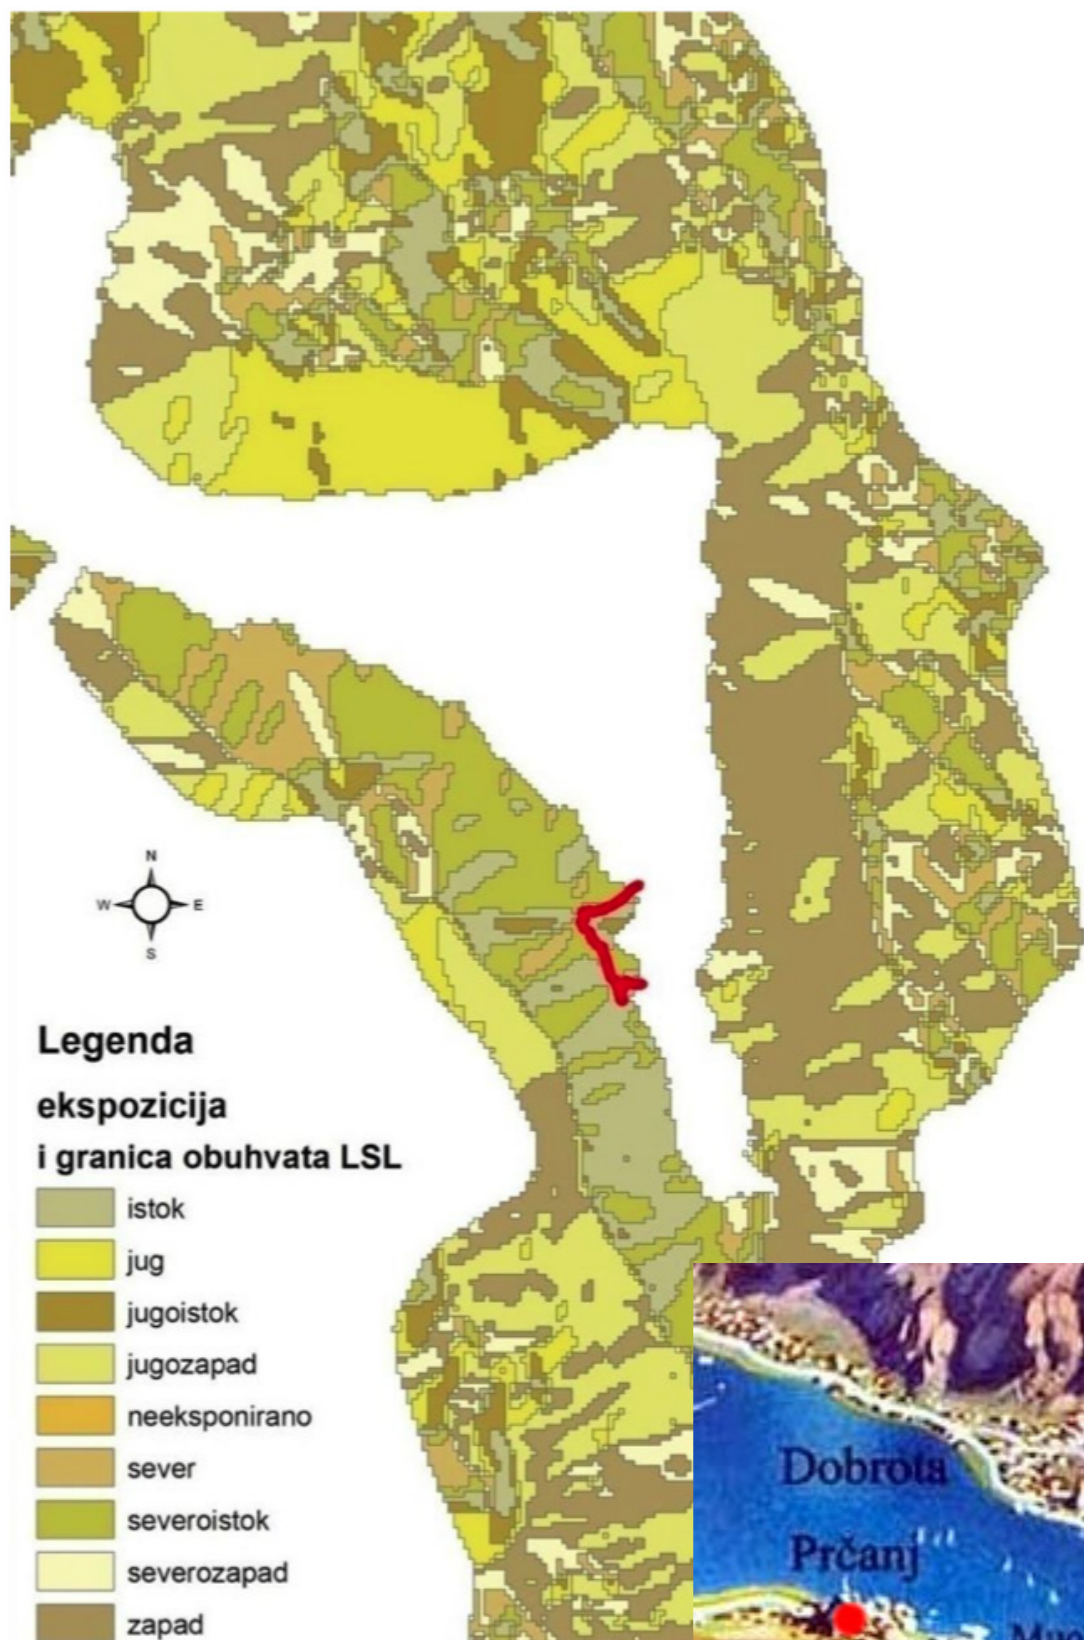 N
W E
S
Legenda
ekspozicija
i granica obuhvata LSL
istok
jug
jugoistok
jugozapad
neeksponirano
sever
severoistok
severozapad
zapad
Dobrota
Prčanj